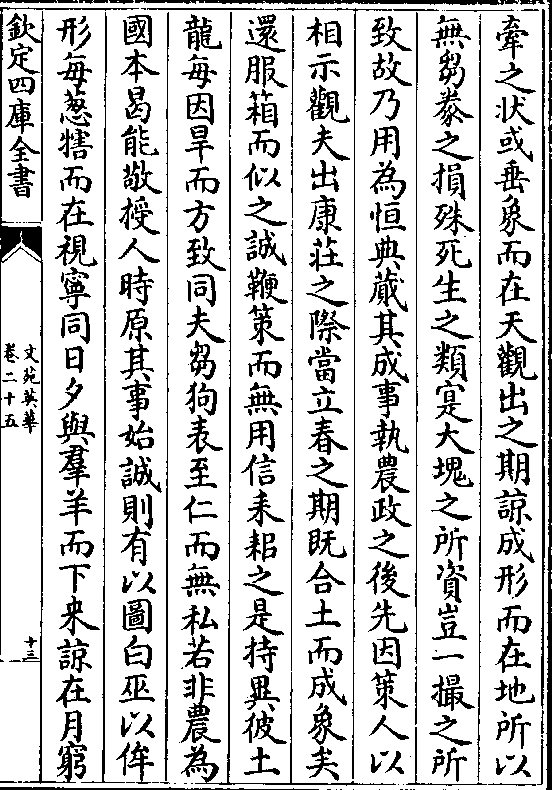 牽之状或垂象而在天觀出之期諒成形而在地所以
無芻豢之損殊死生之類寔大塊之所資豈一撮之所
致故乃用為恒典蕆其成事執農政之後先因策人以
相示觀夫出康莊之際當立春之期既合土而成象矣
還服箱而似之誠鞭策而無用信耒耜之是持異彼土
龍每因旱而方致同夫芻狗表至仁而無私若非農為
國本曷能敬授人時原其事始誠則有以圖白巫以侔
形每葱犗而在視寧同日夕與羣羊而下來諒在月窮
欽定四庫全書
文苑英華
卷二十五
十三